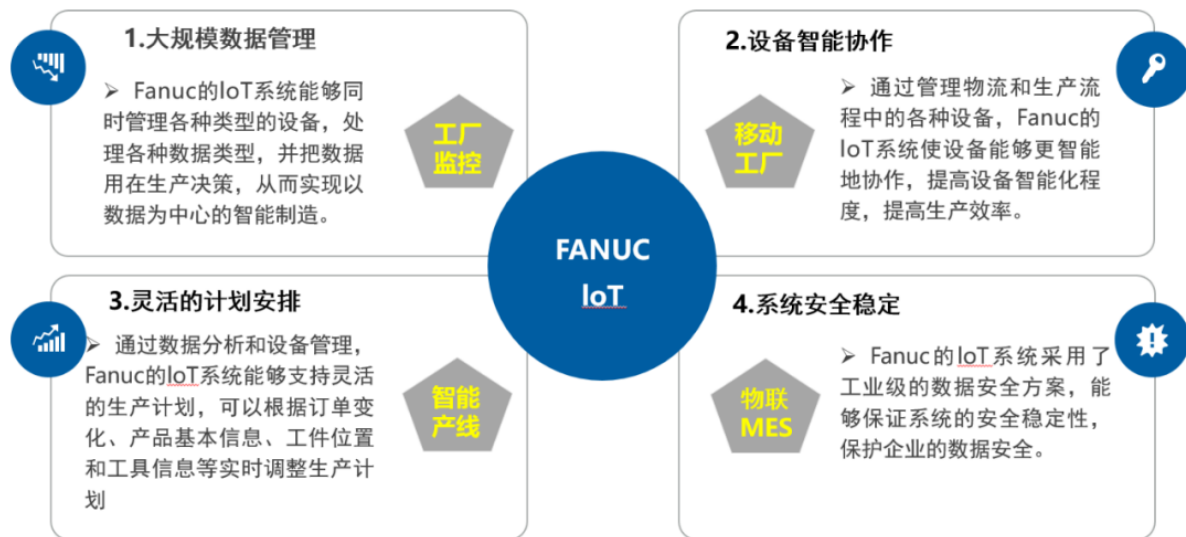 1.大规模数据管理
➢ Fanuc的IoT系统能够同
时管理各种类型的设备，处
理各种数据类型，并把数据
用在生产决策，从而实现以
数据为中心的智能制造。
工厂
监控
2.设备智能协作
移动
工厂
➢ 通过管理物流和生产流
程中的各种设备，Fanuc的
IoT系统使设备能够更智能
地协作，提高设备智能化程
度，提高生产效率。
FANUC
IoT
3.灵活的计划安排
➢ 通过数据分析和设备管理，
Fanuc的IoT系统能够支持灵活
的生产计划，可以根据订单变
化、产品基本信息、工件位置
和工具信息等实时调整生产计
划
智能
产线
4.系统安全稳定
物联
MES
➢ Fanuc的IoT系统采用了
工业级的数据安全方案，能
够保证系统的安全稳定性，
保护企业的数据安全。